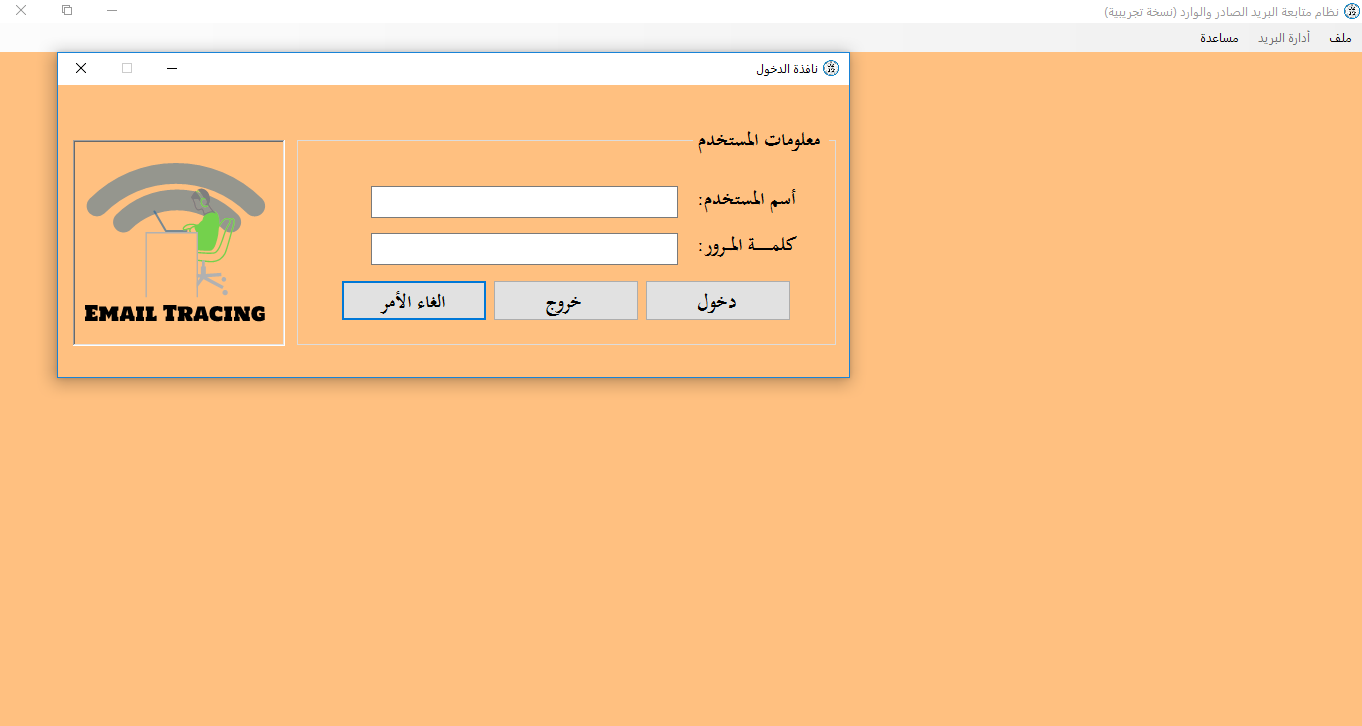 نظام متابعة البريد الصادر والوارد (نسخة تجريبية)
ملف أدارة البريد مساعدة
نافذة الدخول
معلومات المستخدم
أسم المستخدم:
كلمـــة المـرور:
دخول خروج الغاء الأمر
EMAIL TRACING